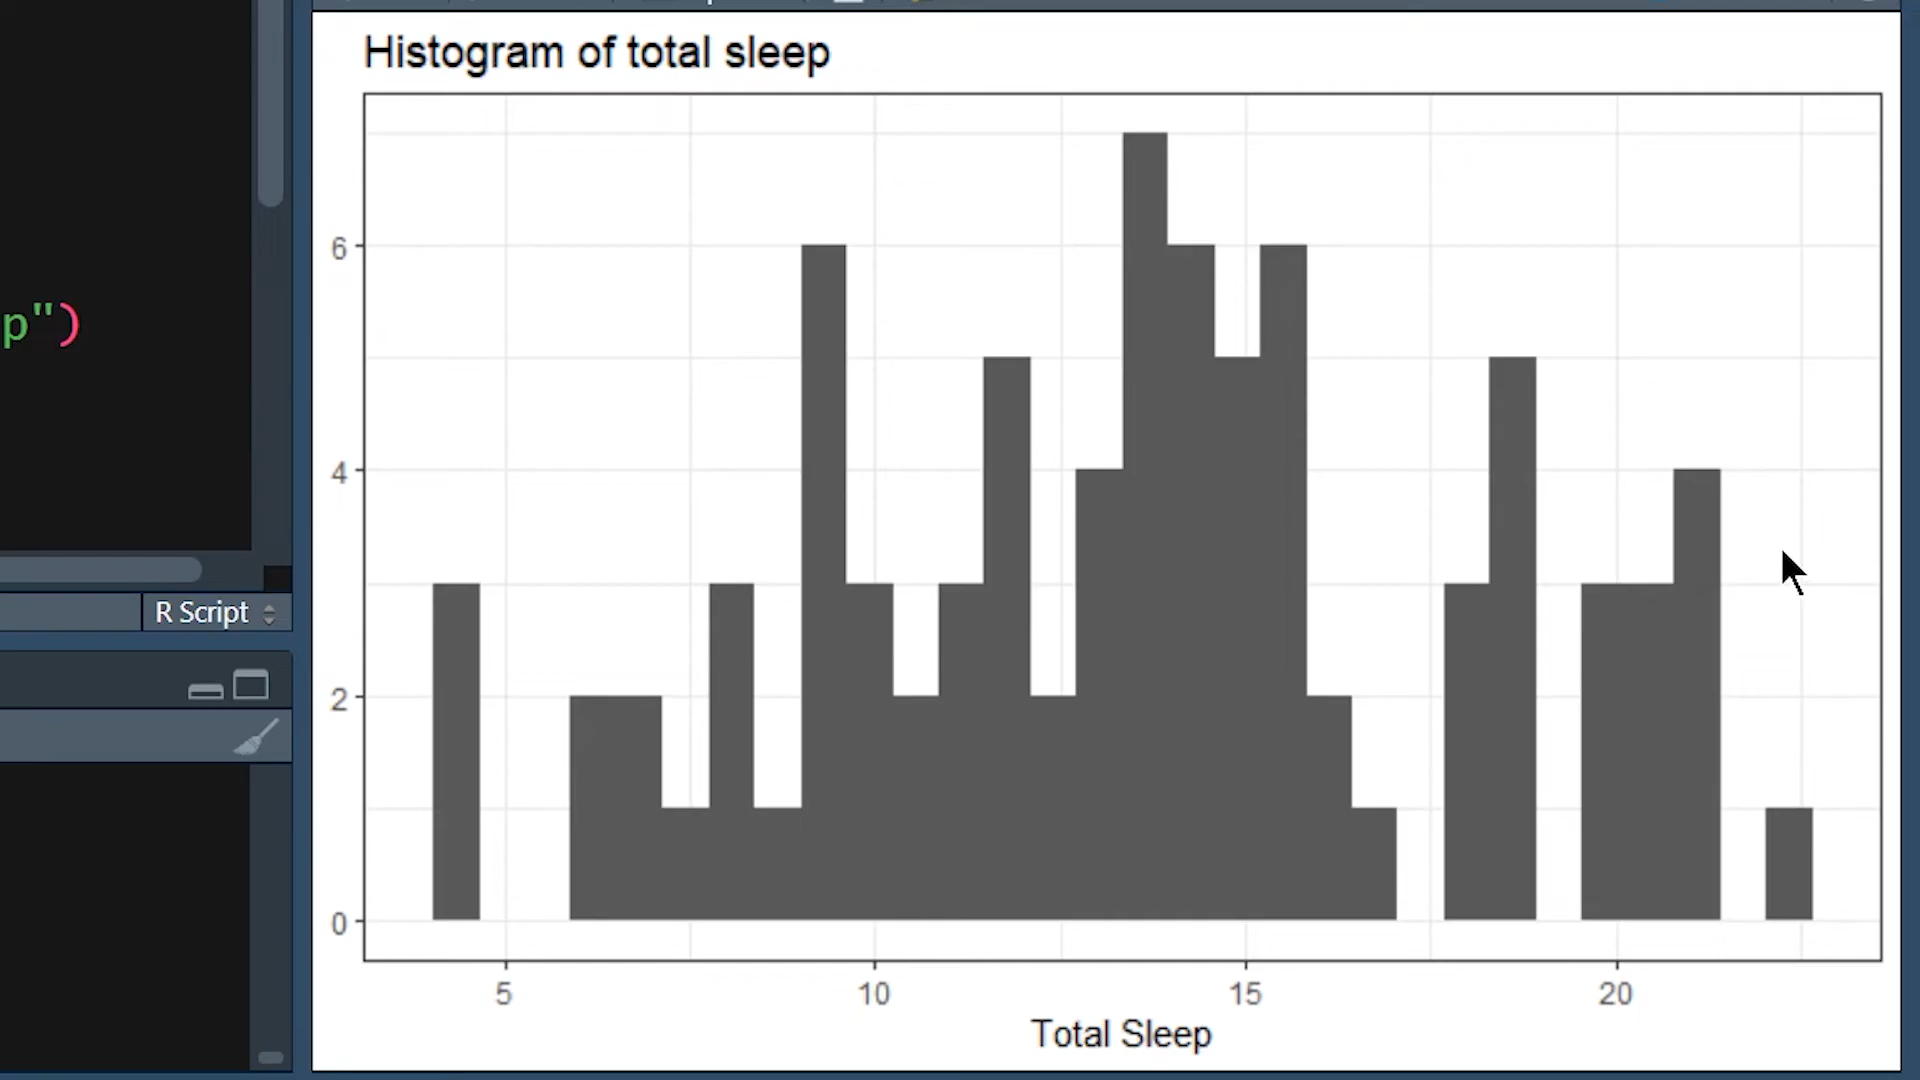 Histogram of total sleep
6
4
2
0
5 10 15 20
Total Sleep
p")
R Script